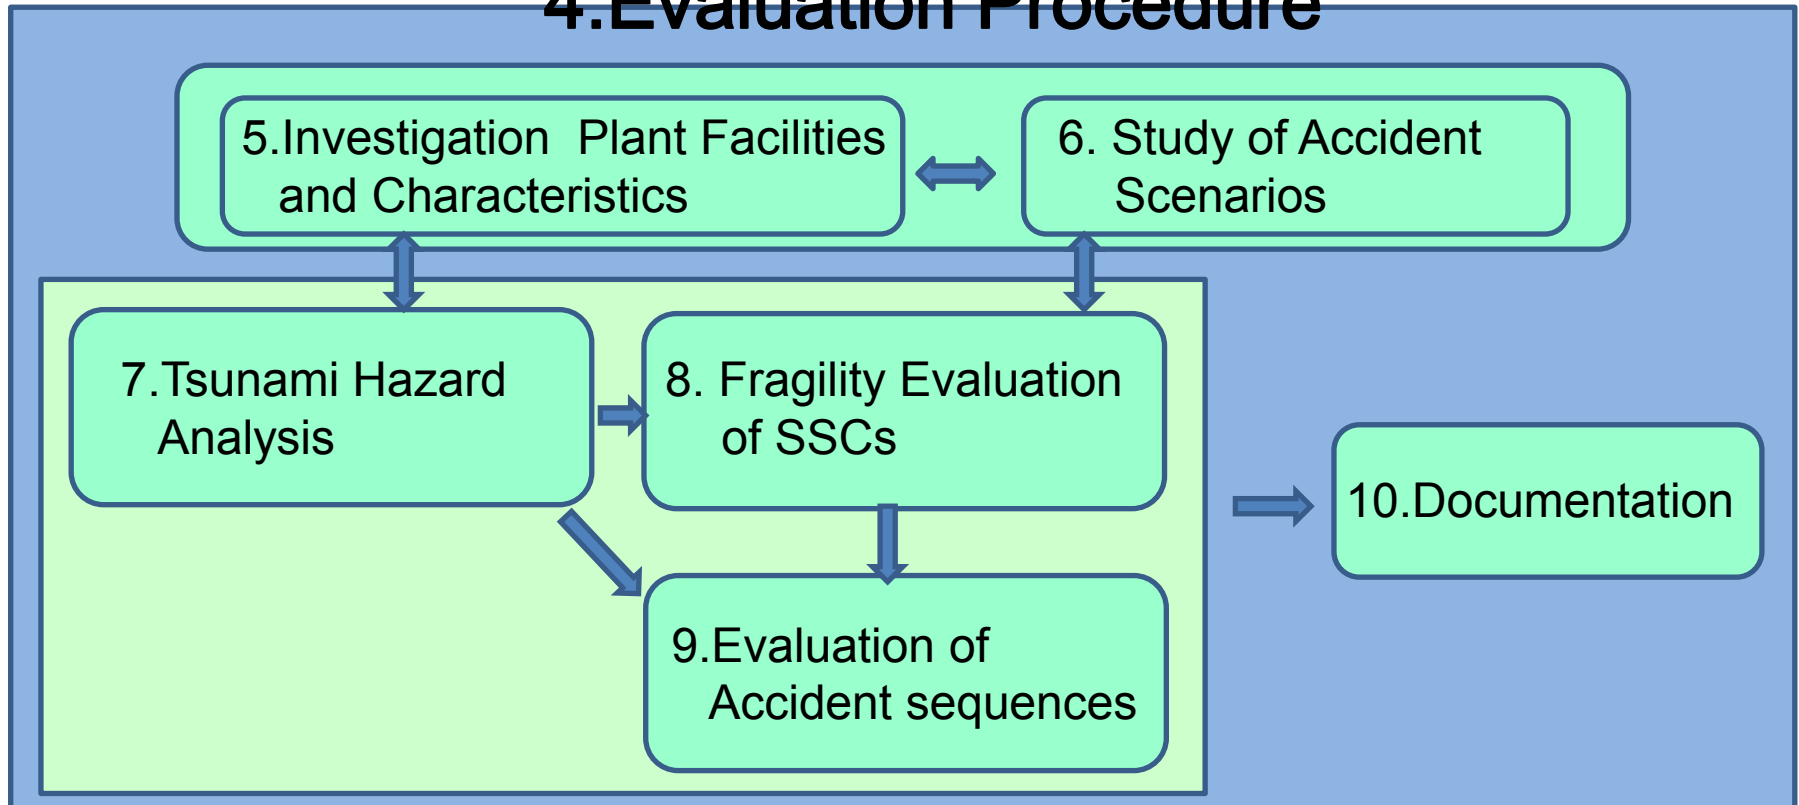 4.Evaluation Procedure
5.Investigation Plant Facilities
and Characteristics
6. Study of Accident
Scenarios
7.Tsunami Hazard
Analysis
8. Fragility Evaluation
of SSCs
10.Documentation
9.Evaluation of
Accident sequences